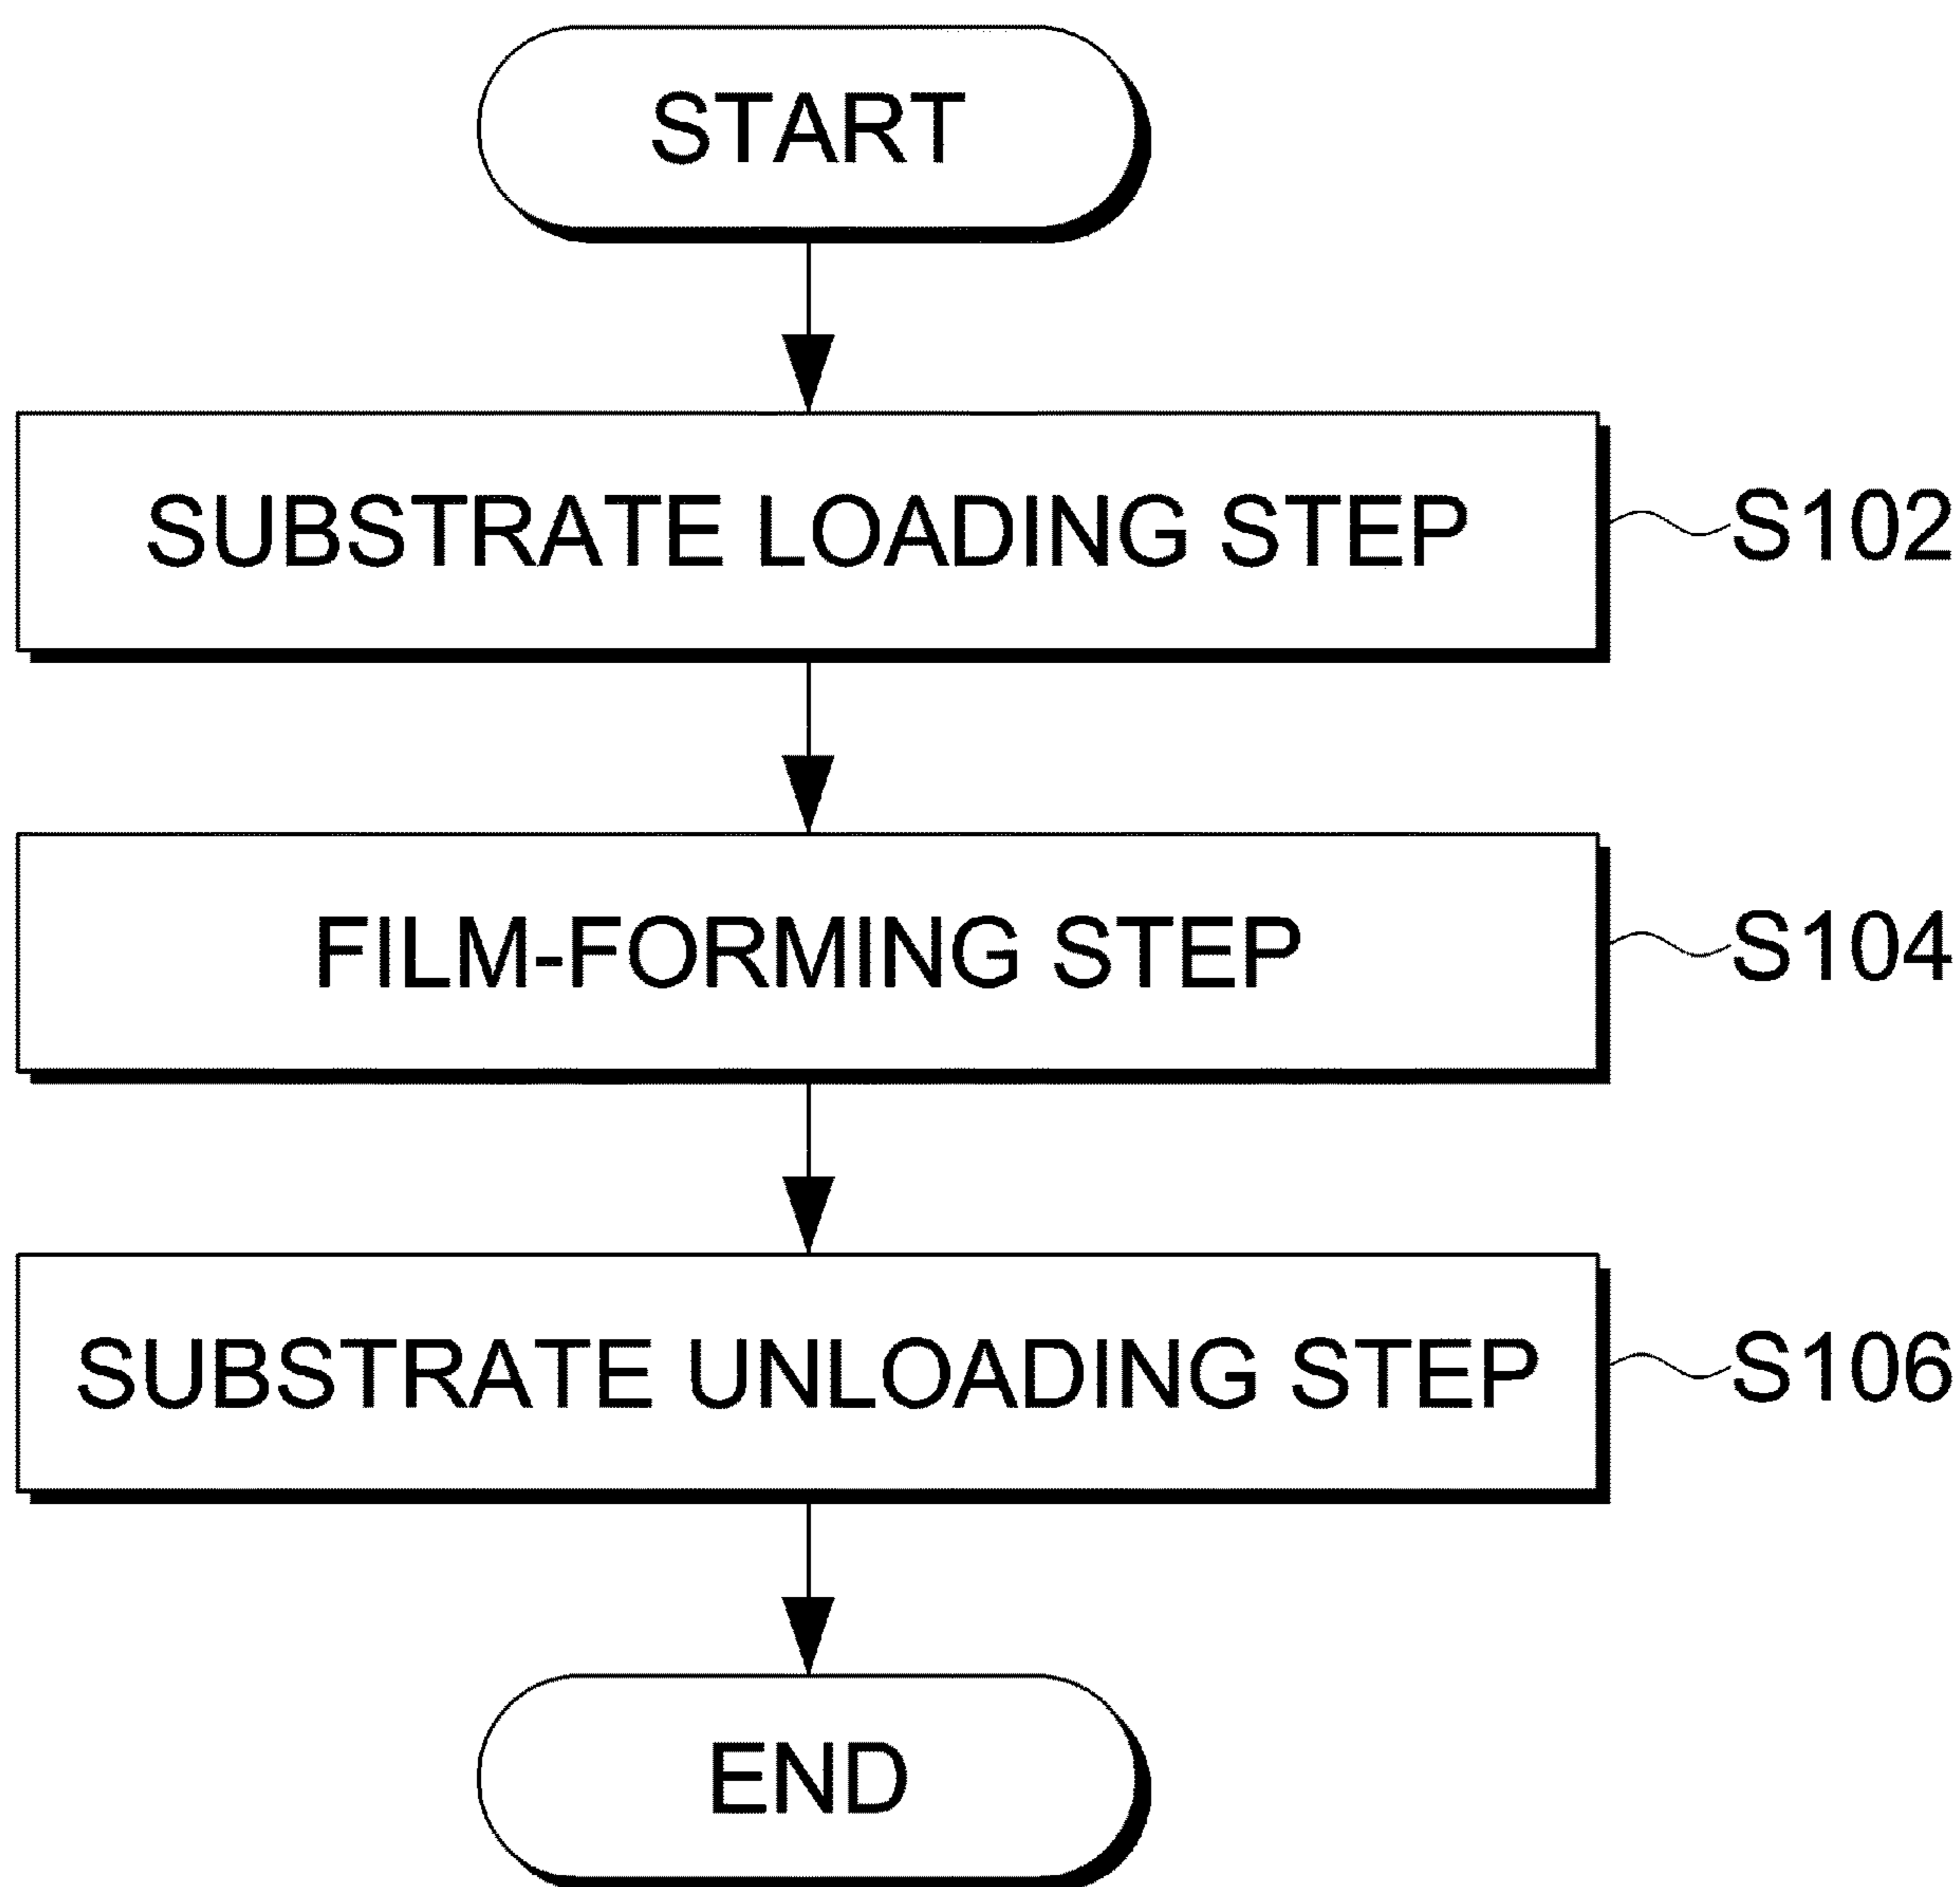 START
SUBSTRATE LOADING STEP
S102
FILM-FORMING STEP
S104
SUBSTRATE UNLOADING STEP
S106
END